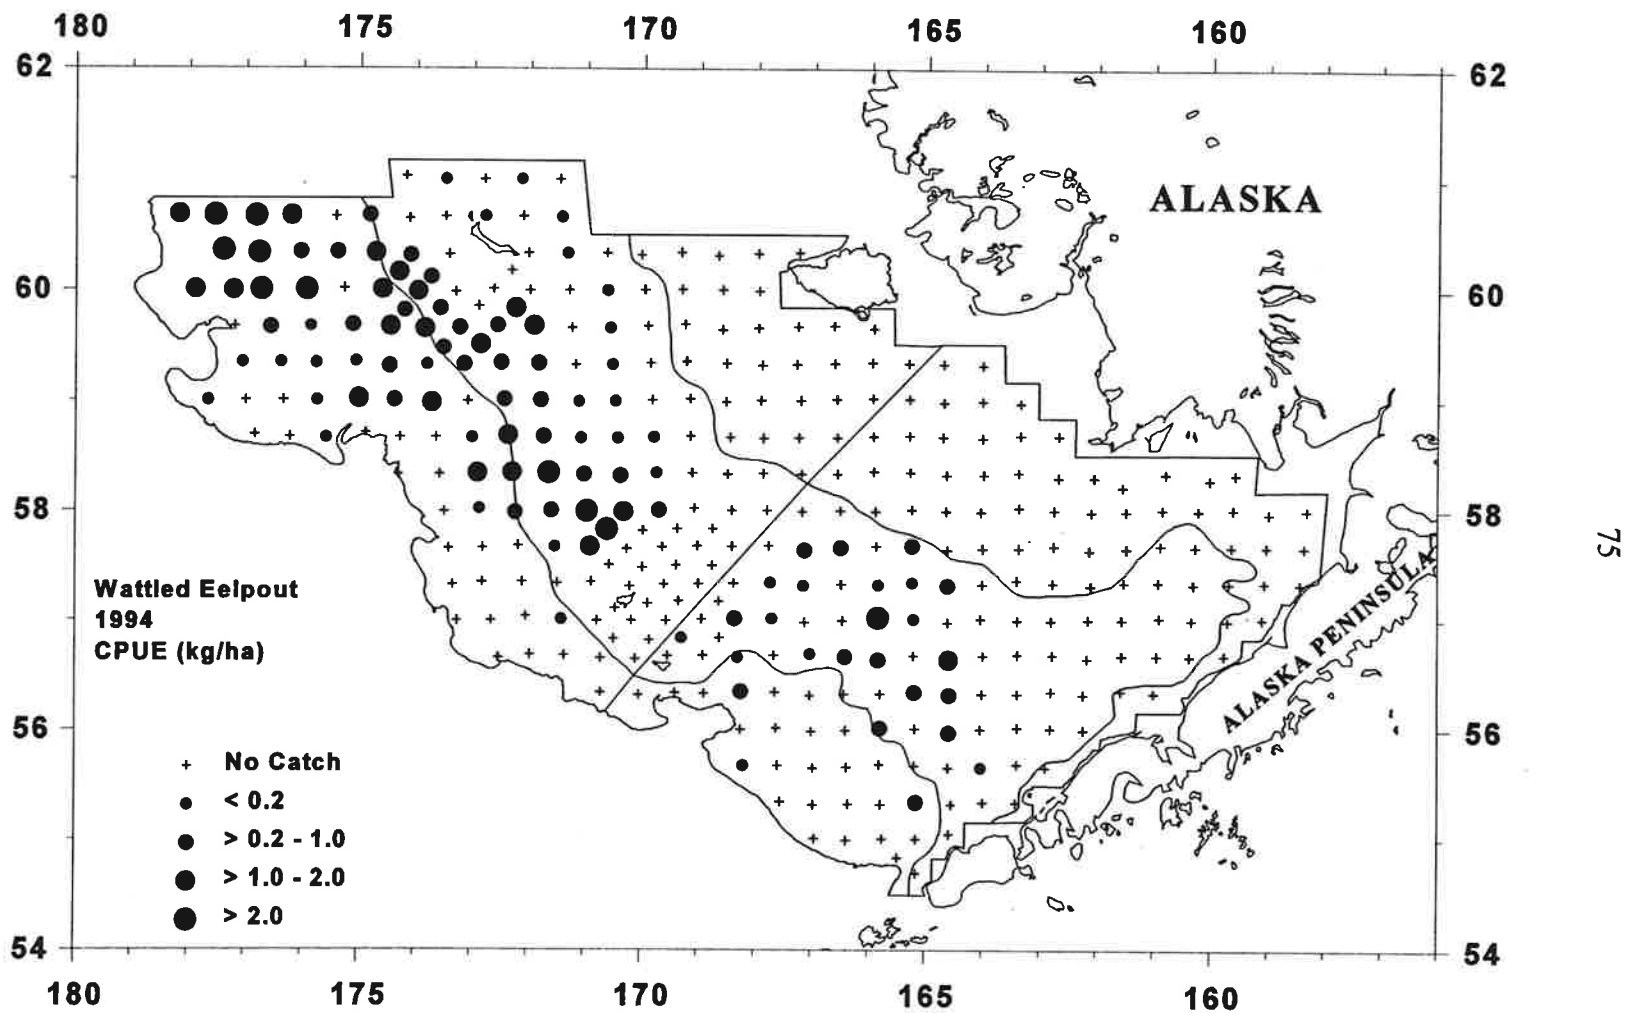 180 175 170 165 160
62 62
ALASKA
60 60
58 58
75
Wattled Eelpout
1994
CPUE (kg/ha)
ALASKA PENINSULA
56 56
No Catch
< 0.2
> 0.2 - 1.0
> 1.0 - 2.0
> 2.0
54 54
180 175 170 165 160